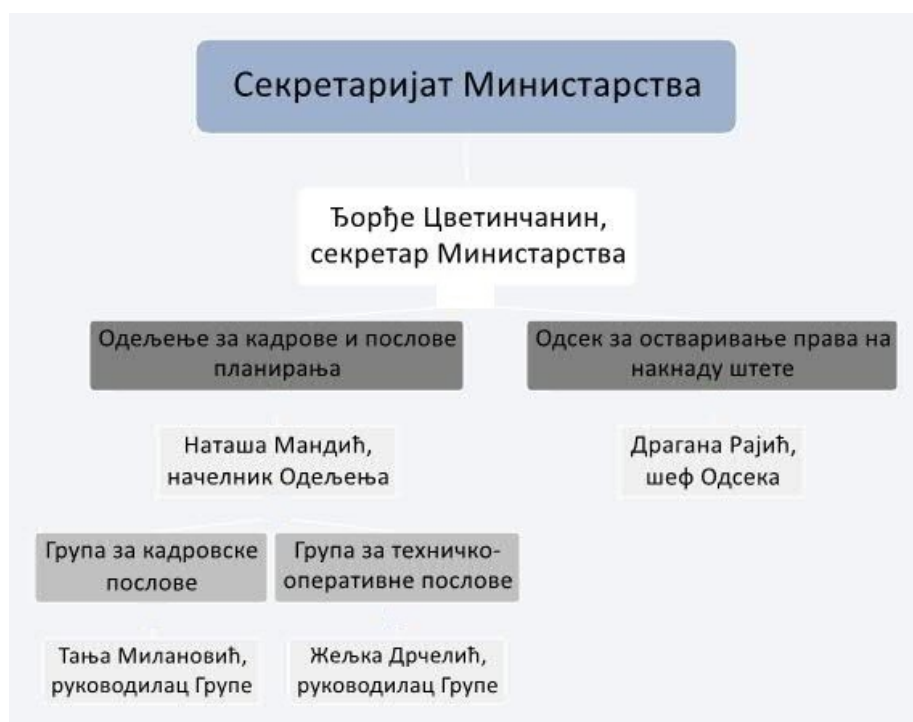 Секретаријат Министарства
Ђорђе Цветинчанин,
секретар Министарства
Одељење за кадрове и послове
планирања
Одсек за остваривање права на
накнаду штете
Наташа Мандић,
начелник Одељења
Драгана Рајић,
шеф Одсека
Група за кадровске
послове
Група за техничко-
оперативне послове
Тања Милановић,
руководилац Групе
Жељка Дрчелић,
руководилац Групе